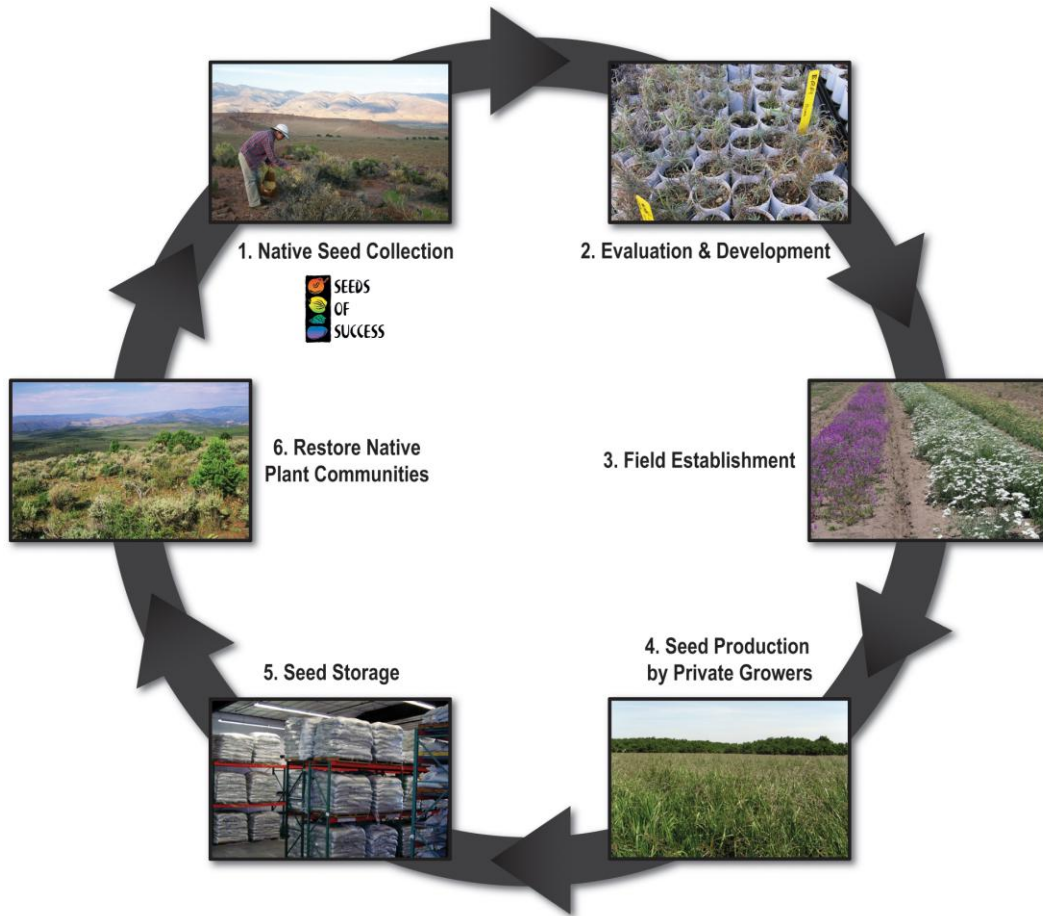 1. Native Seed Collection
SEEDS
OF
SUCCESS
2. Evaluation & Development
3. Field Establishment
4. Seed Production
by Private Growers
5. Seed Storage
6. Restore Native
Plant Communities